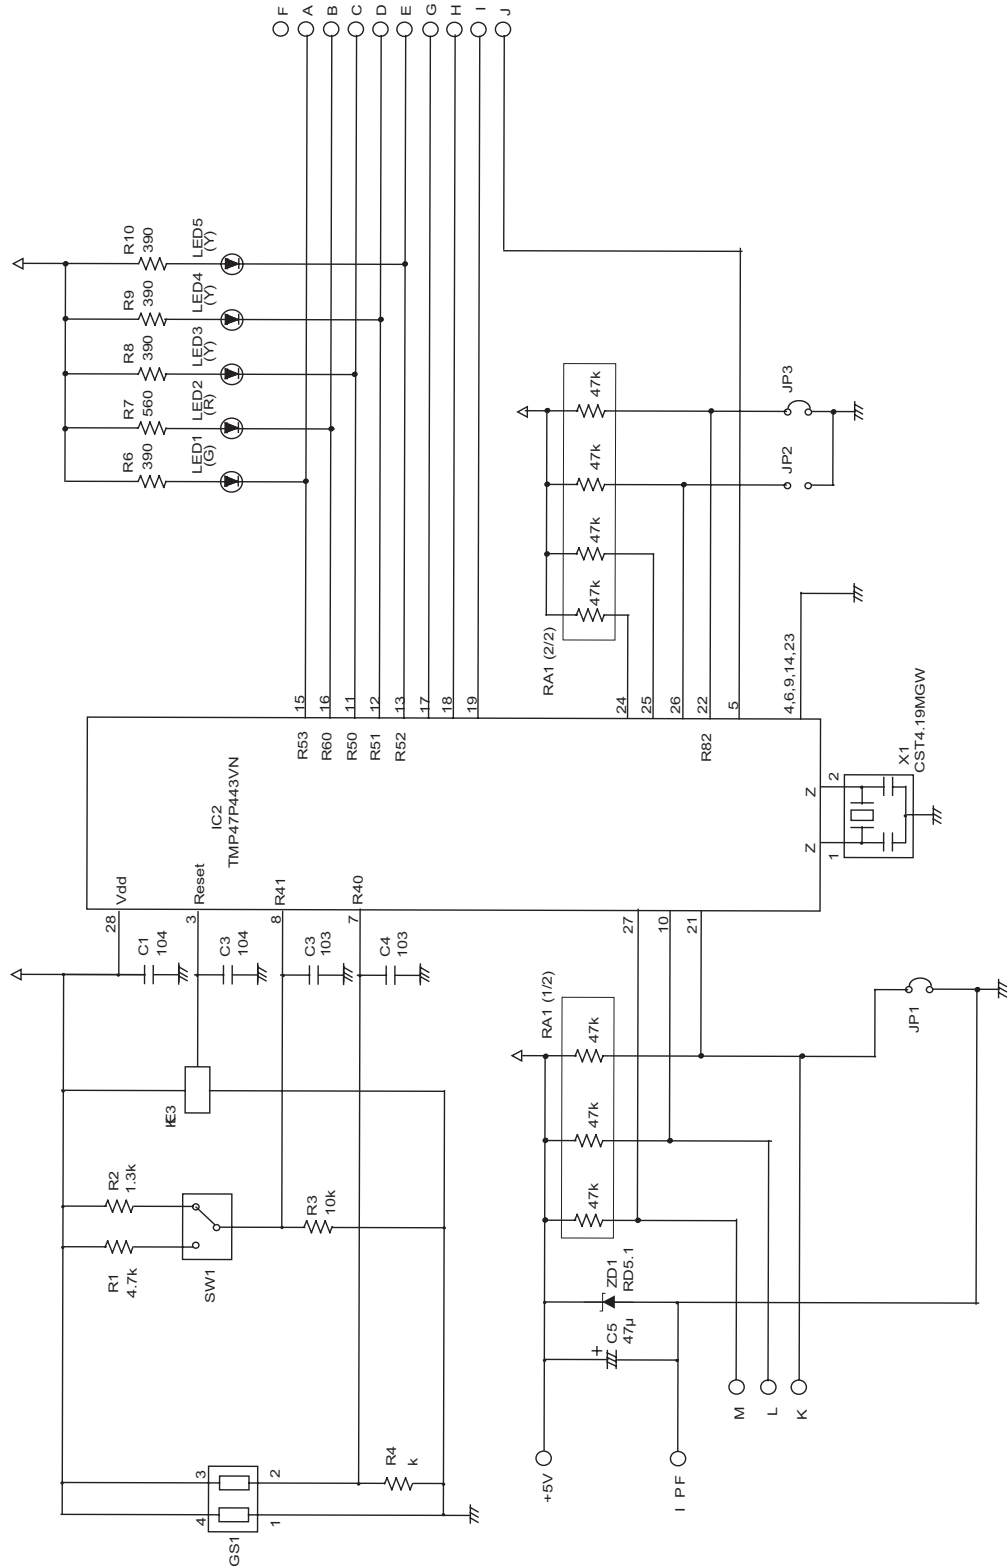 F
A
B
C
D
E
G
H
I
J
R6
390
R7
560
R8
390
R9
390
R10
390
LED1
(G)
LED2
(R)
LED3
(Y)
LED4
(Y)
LED5
(Y)
RA1 (2/2)
47k
47k
47k
47k
JP2
JP3
15
16
11
12
13
17
18
19
24
25
26
22
5
4,6,9,14,23
R53
R60
R50
R51
R52
R82
IC2
TMP47P443VN
Z
Z
1
2
X1
CST4.19MGW
Vdd
Reset
R41
R40
28
3
8
7
27
10
21
C1
104
C3
104
C3
103
C4
103
RA1 (1/2)
47k
47k
47k
JP1
R1
4.7k
R2
1.3k
SW1
R3
10k
ZD1
RD5.1
C5
47μ
+
M
L
K
GS1
4
3
1
2
R4
k
+5V
I PF